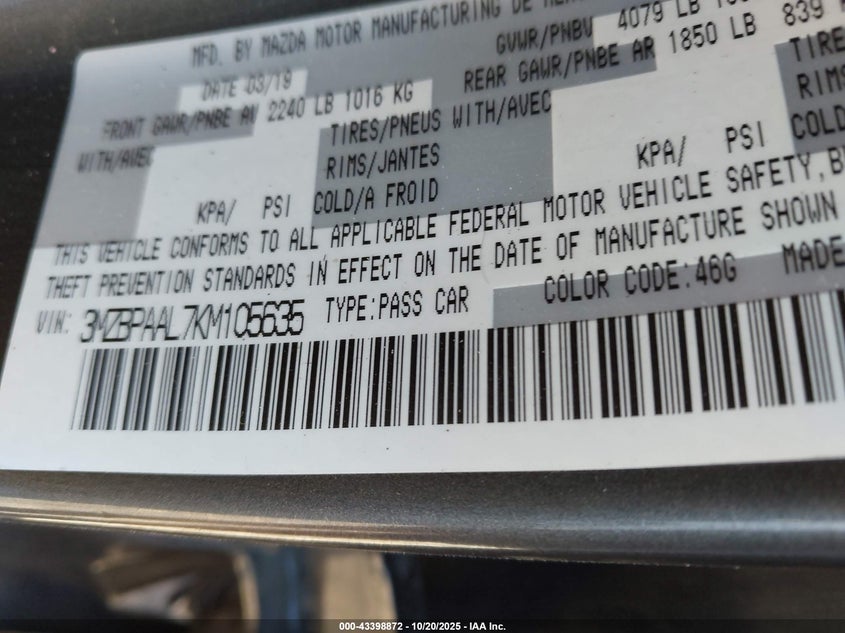 MFD. BY MAZDA MOTOR MANUFACTURING DE
DATE 03/19 GVWR/PNBV 4079 LB
FRONT GAWR/PNBE AV 2240 LB 1016 KG REAR GAWR/PNBE AR 1850 LB 839
WITH/AVEC TIRES/PNEUS WITH/AVEC TIRE
RIMS/JANTES RIMS
KPA/ PSI COLD/A FROID KPA/ PSI COLD
THIS VEHICLE CONFORMS TO ALL APPLICABLE FEDERAL MOTOR VEHICLE SAFETY,
THEFT PREVENTION STANDARDS IN EFFECT ON THE DATE OF MANUFACTURE SHOWN
VIN: 3MZBPAAL7KM105635 TYPE:PASS CAR COLOR CODE:46G MADE
000-43398872 | 10/20/2025 - IAA Inc.